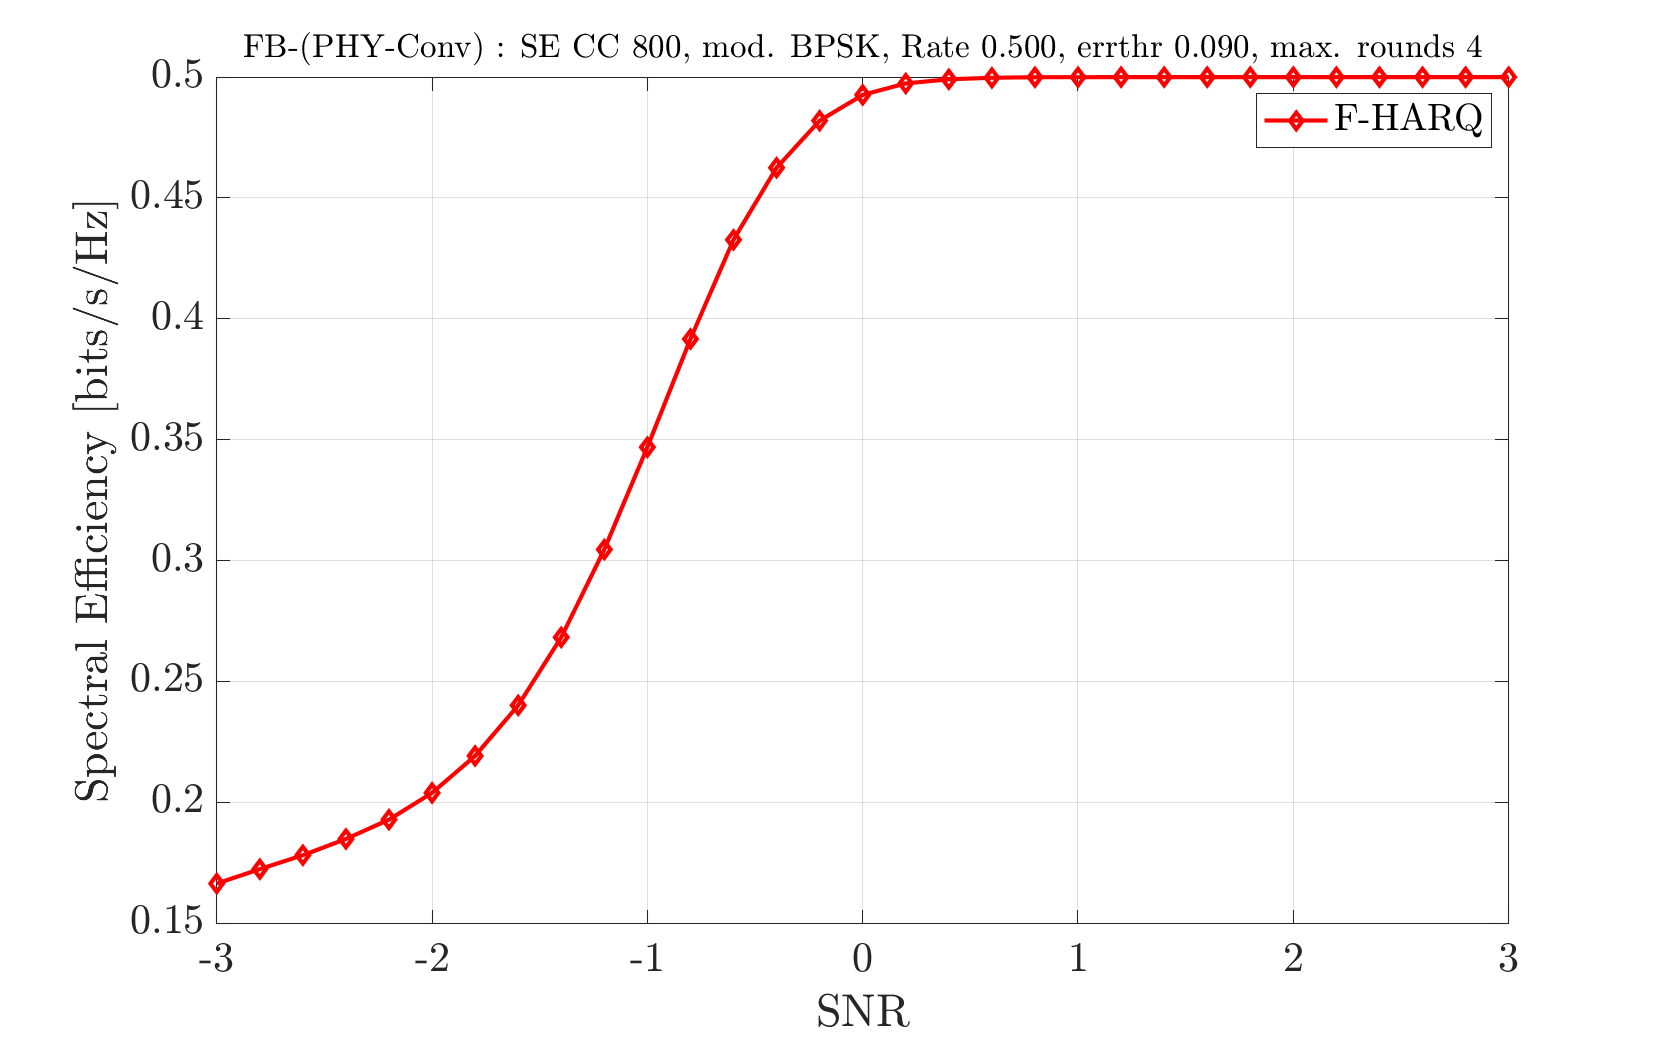 FB-(PHY-Conv) : SE CC 800, mod. BPSK, Rate 0.500, errthr 0.090, max. rounds 4
F-HARQ
Spectral Efficiency [bits/s/Hz]
0.5
0.45
0.4
0.35
0.3
0.25
0.2
0.15
-3 -2 -1 0 1 2 3
SNR